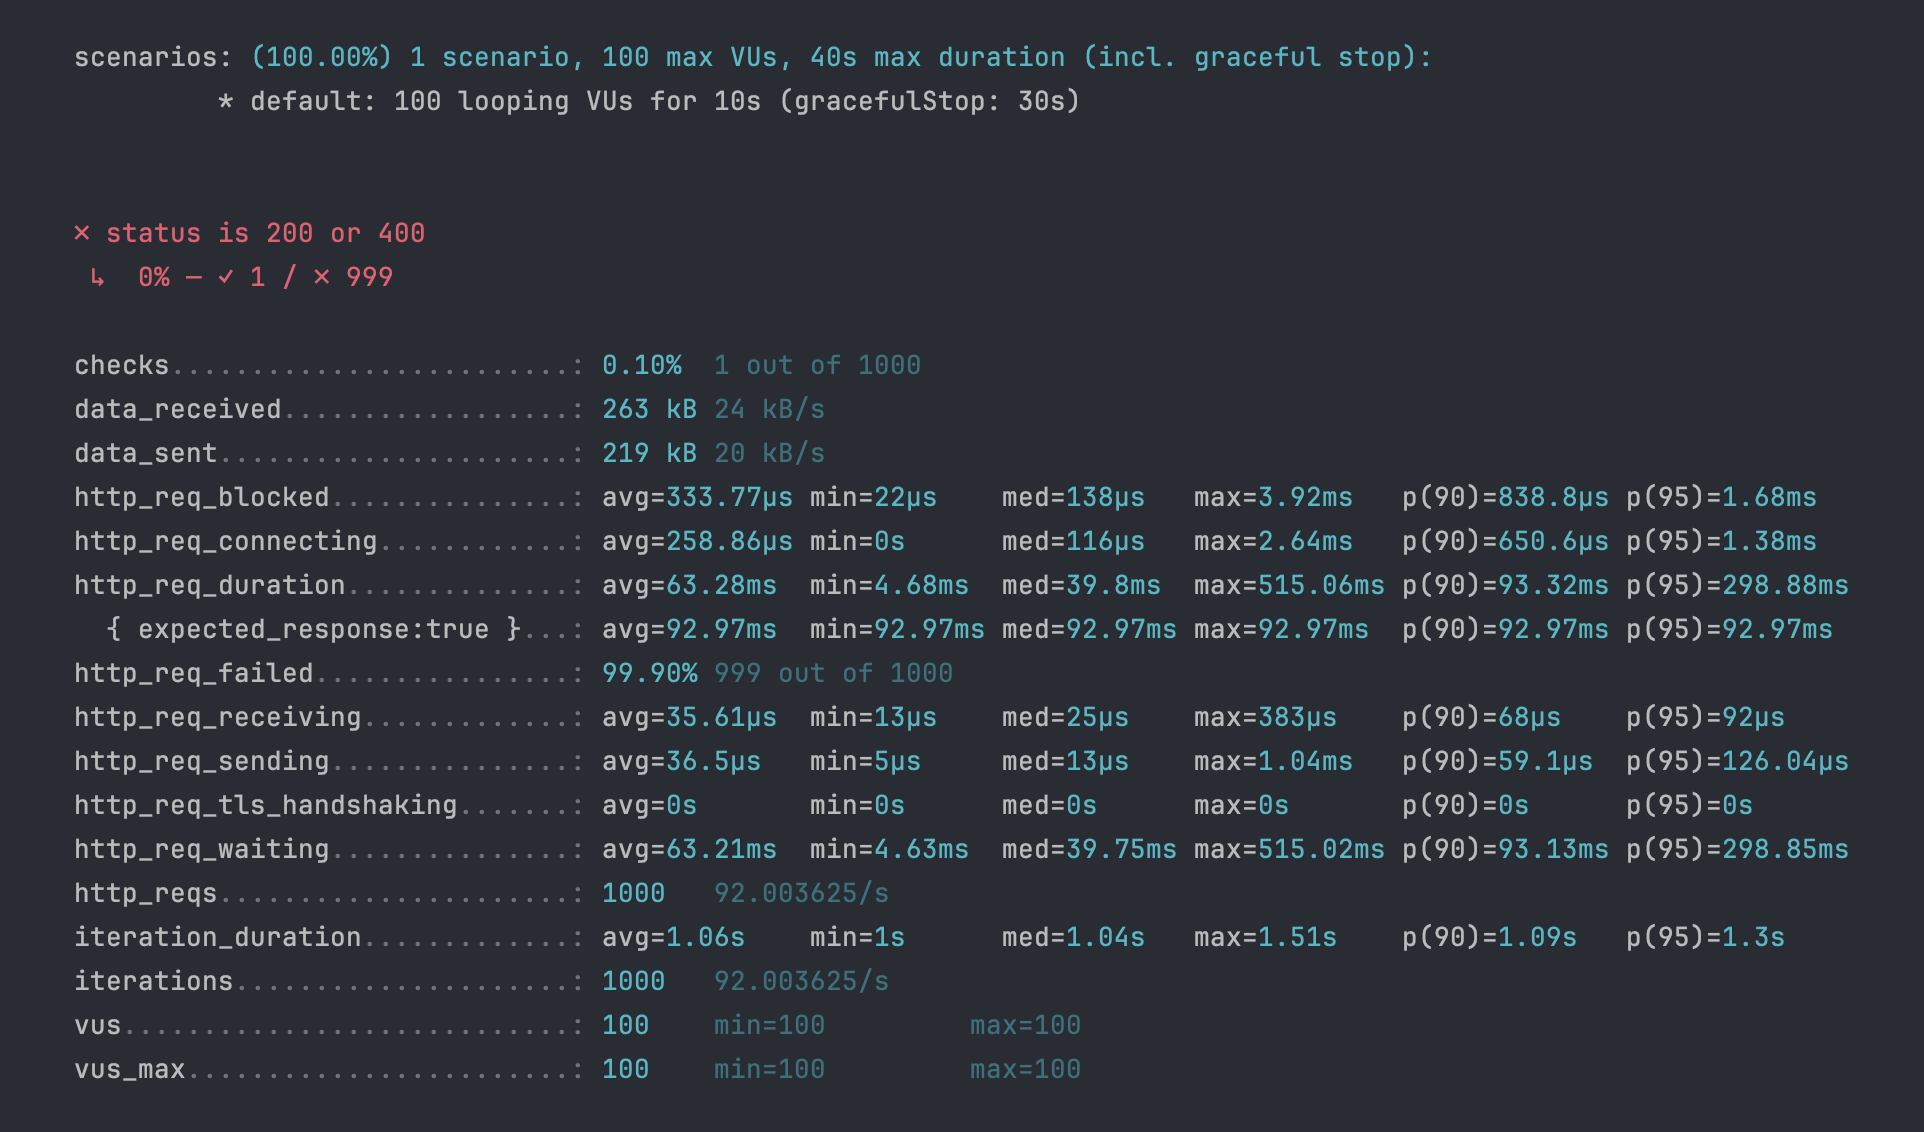 scenarios: (100.00%) 1 scenario, 100 max VUs, 40s max duration (incl. graceful stop):
* default: 100 looping VUs for 10s (gracefulStop: 30s)
✗ status is 200 or 400
↳  0% — ✓ 1 / ✗ 999
checks.........................: 0.10%  1 out of 1000
data_received..................: 263 kB 24 kB/s
data_sent......................: 219 kB 20 kB/s
http_req_blocked...............: avg=333.77µs min=22µs    med=138µs   max=3.92ms   p(90)=838.8µs p(95)=1.68ms
http_req_connecting............: avg=258.86µs min=0s      med=116µs   max=2.64ms   p(90)=650.6µs p(95)=1.38ms
http_req_duration..............: avg=63.28ms  min=4.68ms  med=39.8ms  max=515.06ms p(90)=93.32ms p(95)=298.88ms
{ expected_response:true }...: avg=92.97ms  min=92.97ms med=92.97ms max=92.97ms  p(90)=92.97ms p(95)=92.97ms
http_req_failed................: 99.90% 999 out of 1000
http_req_receiving.............: avg=35.61µs  min=13µs    med=25µs    max=383µs    p(90)=68µs    p(95)=92µs
http_req_sending...............: avg=36.5µs   min=5µs     med=13µs    max=1.04ms   p(90)=59.1µs  p(95)=126.04µs
http_req_tls_handshaking.......: avg=0s       min=0s      med=0s      max=0s       p(90)=0s      p(95)=0s
http_req_waiting...............: avg=63.21ms  min=4.63ms  med=39.75ms max=515.02ms p(90)=93.13ms p(95)=298.85ms
http_reqs......................: 1000   92.003625/s
iteration_duration.............: avg=1.06s    min=1s      med=1.04s   max=1.51s    p(90)=1.09s   p(95)=1.3s
iterations.....................: 1000   92.003625/s
vus............................: 100    min=100         max=100
vus_max........................: 100    min=100         max=100